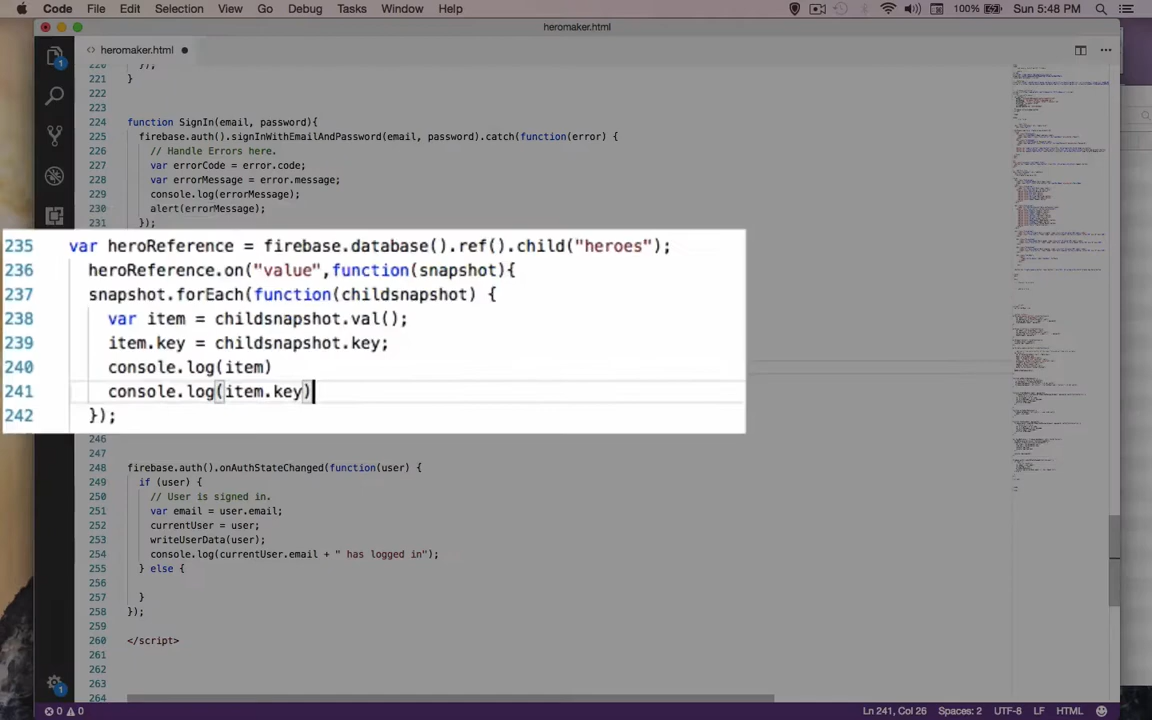 Code File Edit Selection View Go Debug Tasks Window Help 100% Sun 5:48 PM
heromaker.html
heromaker.html
1
220 });
221 }
222
223
224 function SignIn(email, password){
225 firebase.auth().signInWithEmailAndPassword(email, password).catch(function(error) {
226 // Handle Errors here.
227 var errorCode = error.code;
228 var errorMessage = error.message;
229 console.log(errorMessage);
230 alert(errorMessage);
231 });
235 var heroReference = firebase.database().ref().child("heroes");
236 heroReference.on("value",function(snapshot){
237 snapshot.forEach(function(childsnapshot) {
238 var item = childsnapshot.val();
239 item.key = childsnapshot.key;
240 console.log(item)
241 console.log(item.key)
242 });
246
247
248 firebase.auth().onAuthStateChanged(function(user) {
249 if (user) {
250 // User is signed in.
251 var email = user.email;
252 currentUser = user;
253 writeUserData(user);
254 console.log(currentUser.email + " has logged in");
255 } else {
256
257 }
258 });
259
260 </script>
261
262
263
264
1
0 0 Ln 241, Col 26 Spaces: 2 UTF-8 LF HTML